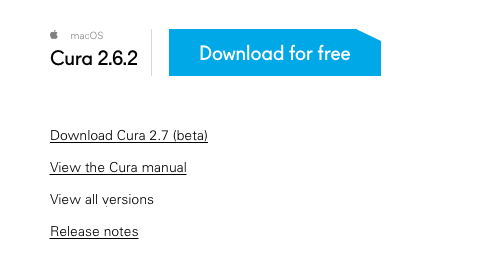 macOS
Cura 2.6.2
Download for free
Download Cura 2.7 (beta)
View the Cura manual
View all versions
Release notes